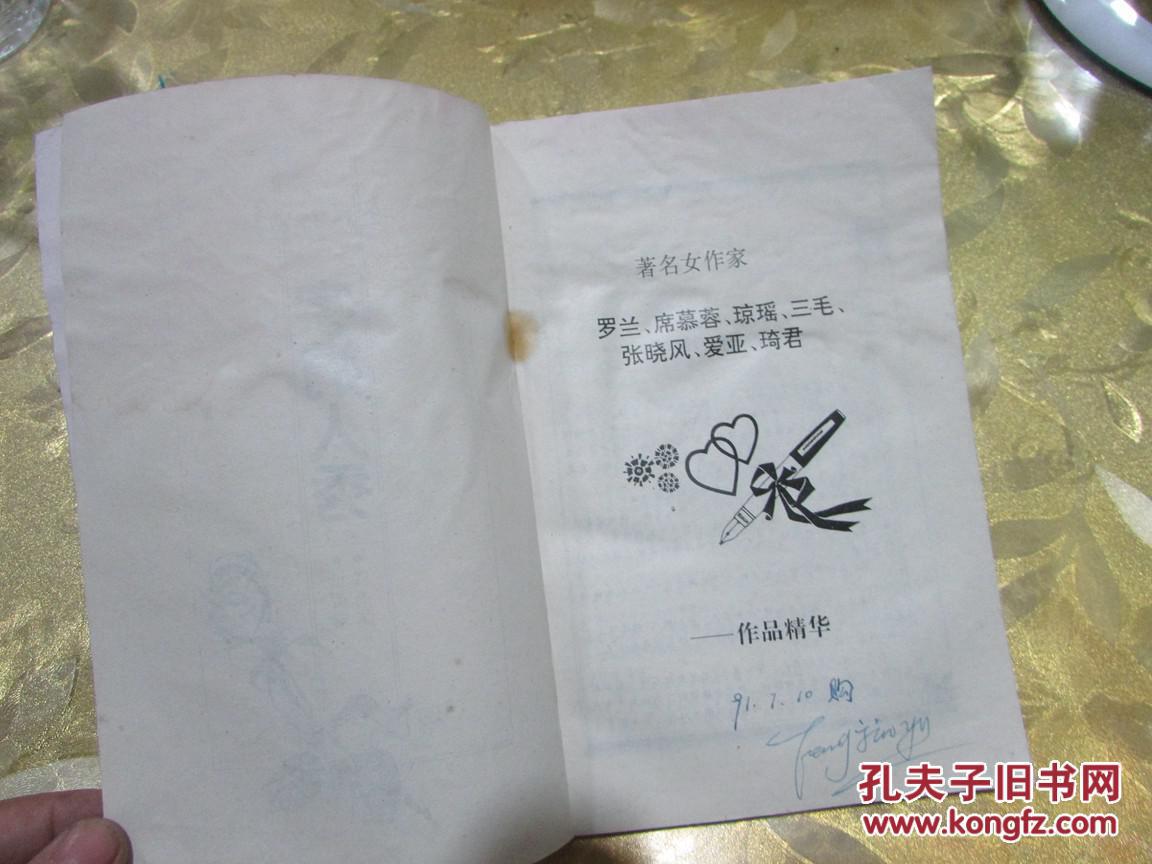 著名女作家
罗兰、席慕蓉、琼瑶、三毛、
张晓风、爱亚、琦君
——作品精华
91.7.10 购
孔夫子旧书网
www.kongfz.com